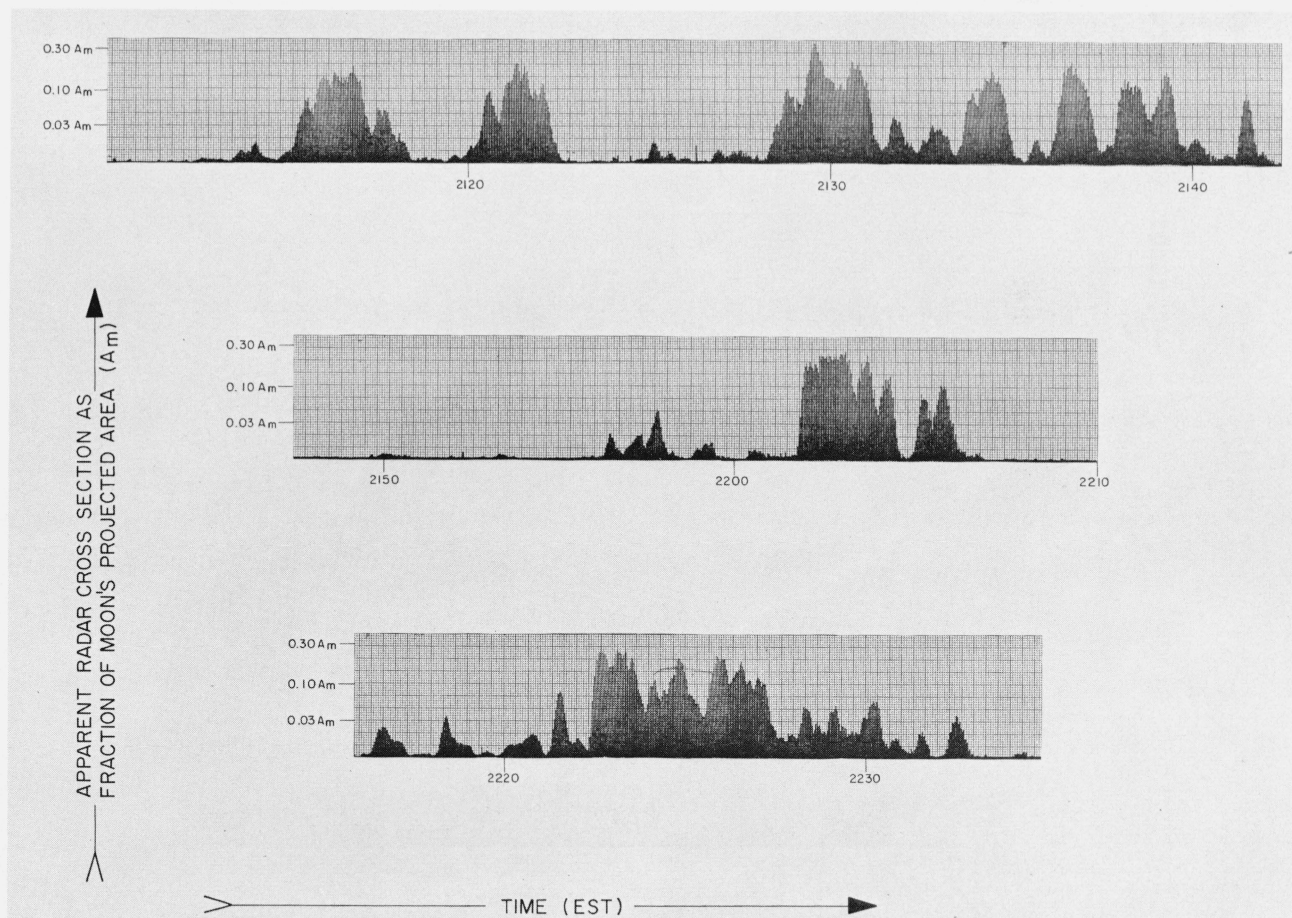 0.30 Am
0.10 Am
0.03 Am
2120
2130
2140
0.30 Am
0.10 Am
0.03 Am
2150
2200
2210
0.30 Am
0.10 Am
0.03 Am
2220
2230
APPARENT RADAR CROSS SECTION AS
FRACTION OF MOON'S PROJECTED AREA (Am)
TIME (EST)